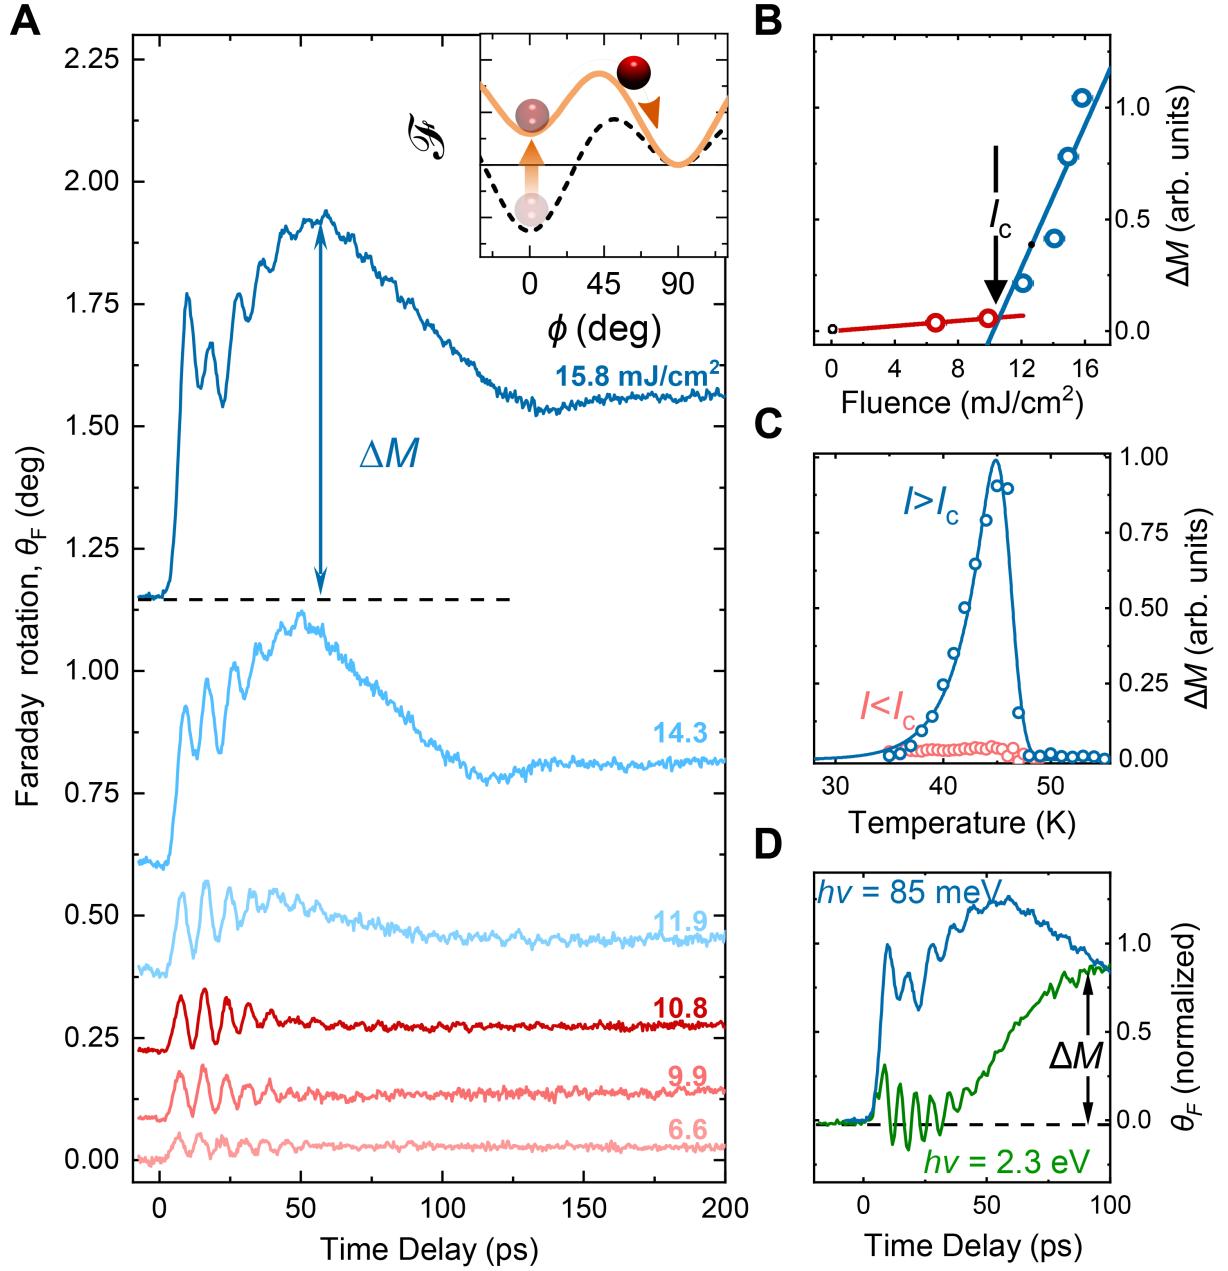 A
Faraday rotation, θF (deg)
2.25
2.00
1.75
1.50
1.25
1.00
0.75
0.50
0.25
0.00
ℱ
0 45 90
ϕ (deg)
15.8 mJ/cm²
ΔM
14.3
11.9
10.8
9.9
6.6
0 50 100 150 200
Time Delay (ps)
B
Ic
1.0
0.5
0.0
ΔM (arb. units)
0 4 8 12 16
Fluence (mJ/cm²)
C
I>Ic
I<Ic
1.00
0.75
0.50
0.25
0.00
ΔM (arb. units)
30 40 50
Temperature (K)
D
hν = 85 meV
ΔM
hν = 2.3 eV
1.0
0.5
0.0
θF (normalized)
0 50 100
Time Delay (ps)